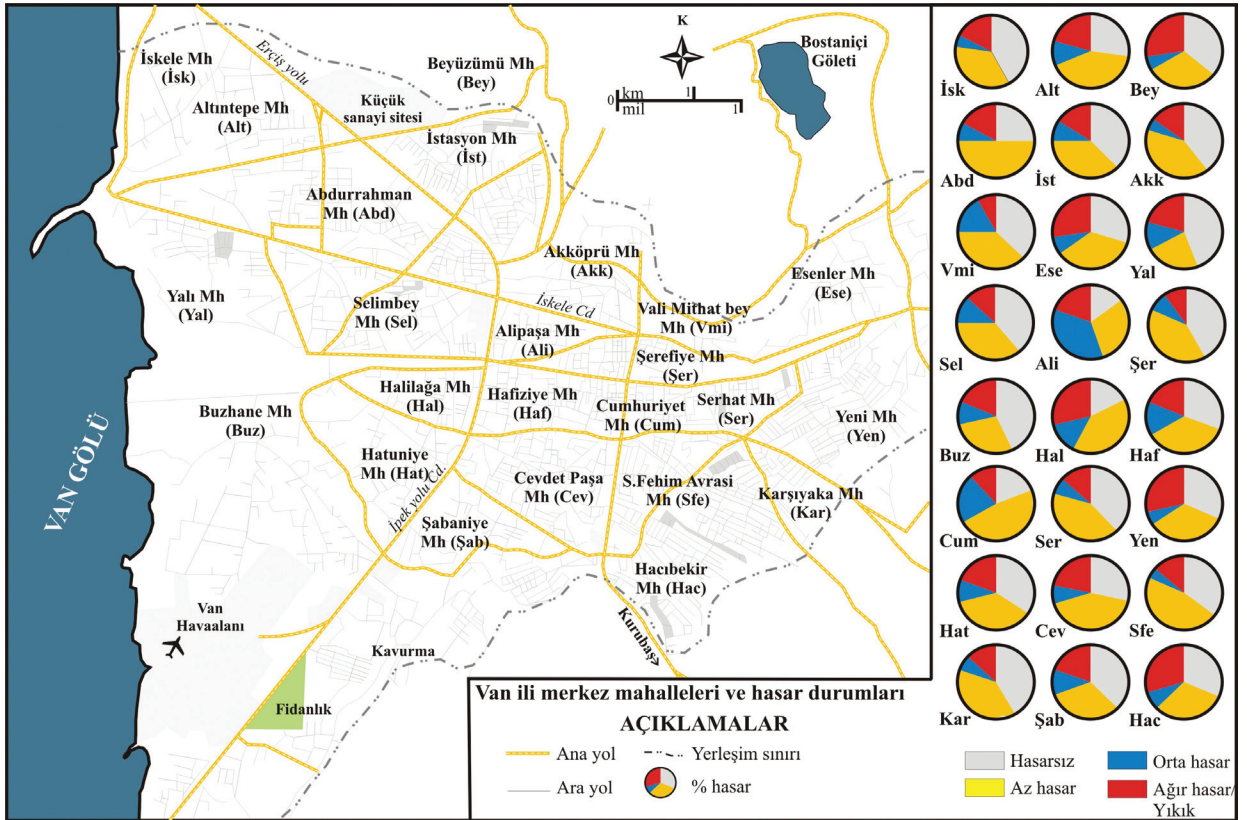 İskele Mh
(İsk)
Erçiş yolu
Altıntepe Mh
(Alt)
Küçük
sanayi sitesi
Beyüzümü Mh
(Bey)
İstasyon Mh
(İst)
K
0 km 1
mil 1
Bostaniçi
Göleti
Abdurrahman
Mh (Abd)
Akköprü Mh
(Akk)
Esenler Mh
(Ese)
Yalı Mh
(Yal)
Selimbey
Mh (Sel)
İskele Cd
Vali Mithat bey
Mh (Vmi)
Alipaşa Mh
(Ali)
Şerefiye Mh
(Şer)
Halilağa Mh
(Hal)
Hafiziye Mh
(Haf)
Cumhuriyet
Mh (Cum)
Serhat Mh
(Ser)
Buzhane Mh
(Buz)
Yeni Mh
(Yen)
Hatuniye
Mh (Hat)
İpek yolu Cd.
Cevdet Paşa
Mh (Cev)
S.Fehim Avrasi
Mh (Sfe)
Karşıyaka Mh
(Kar)
Şabaniye
Mh (Şab)
Hacıbekir
Mh (Hac)
VAN GÖLÜ
Van
Havaalanı
Kavurma
Kurubaş
Fidanlık
Van ili merkez mahalleleri ve hasar durumları
AÇIKLAMALAR
Ana yol
Yerleşim sınırı
Ara yol
% hasar
İsk Alt Bey
Abd İst Akk
Vmi Ese Yal
Sel Ali Şer
Buz Hal Haf
Cum Ser Yen
Hat Cev Sfe
Kar Şab Hac
Hasarsız
Orta hasar
Az hasar
Ağır hasar/
Yıkık